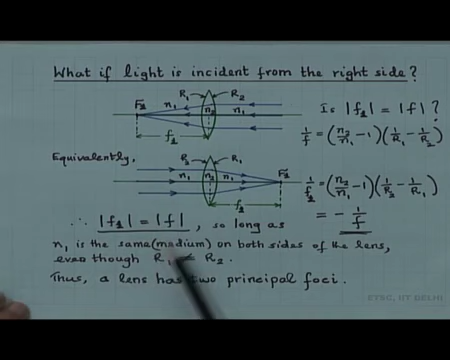 What if light is incident from the right side?
R₁ R₂
F₂ n₁ n₂ n₁
f₂
Is |f₂| = |f| ?
1/f = (n₂/n₁ − 1)(1/R₁ − 1/R₂)
Equivalently,
R₂ R₁
n₁ n₂ n₁ F₂
f₂
1/f₂ = (n₂/n₁ − 1)(1/R₂ − 1/R₁)
= − 1/f
∴ |f₂| = |f| , so long as
n₁ is the same (medium) on both sides of the lens,
even though R₁ ≠ R₂.
Thus, a lens has two principal foci.
ETSC, IIT DELHI